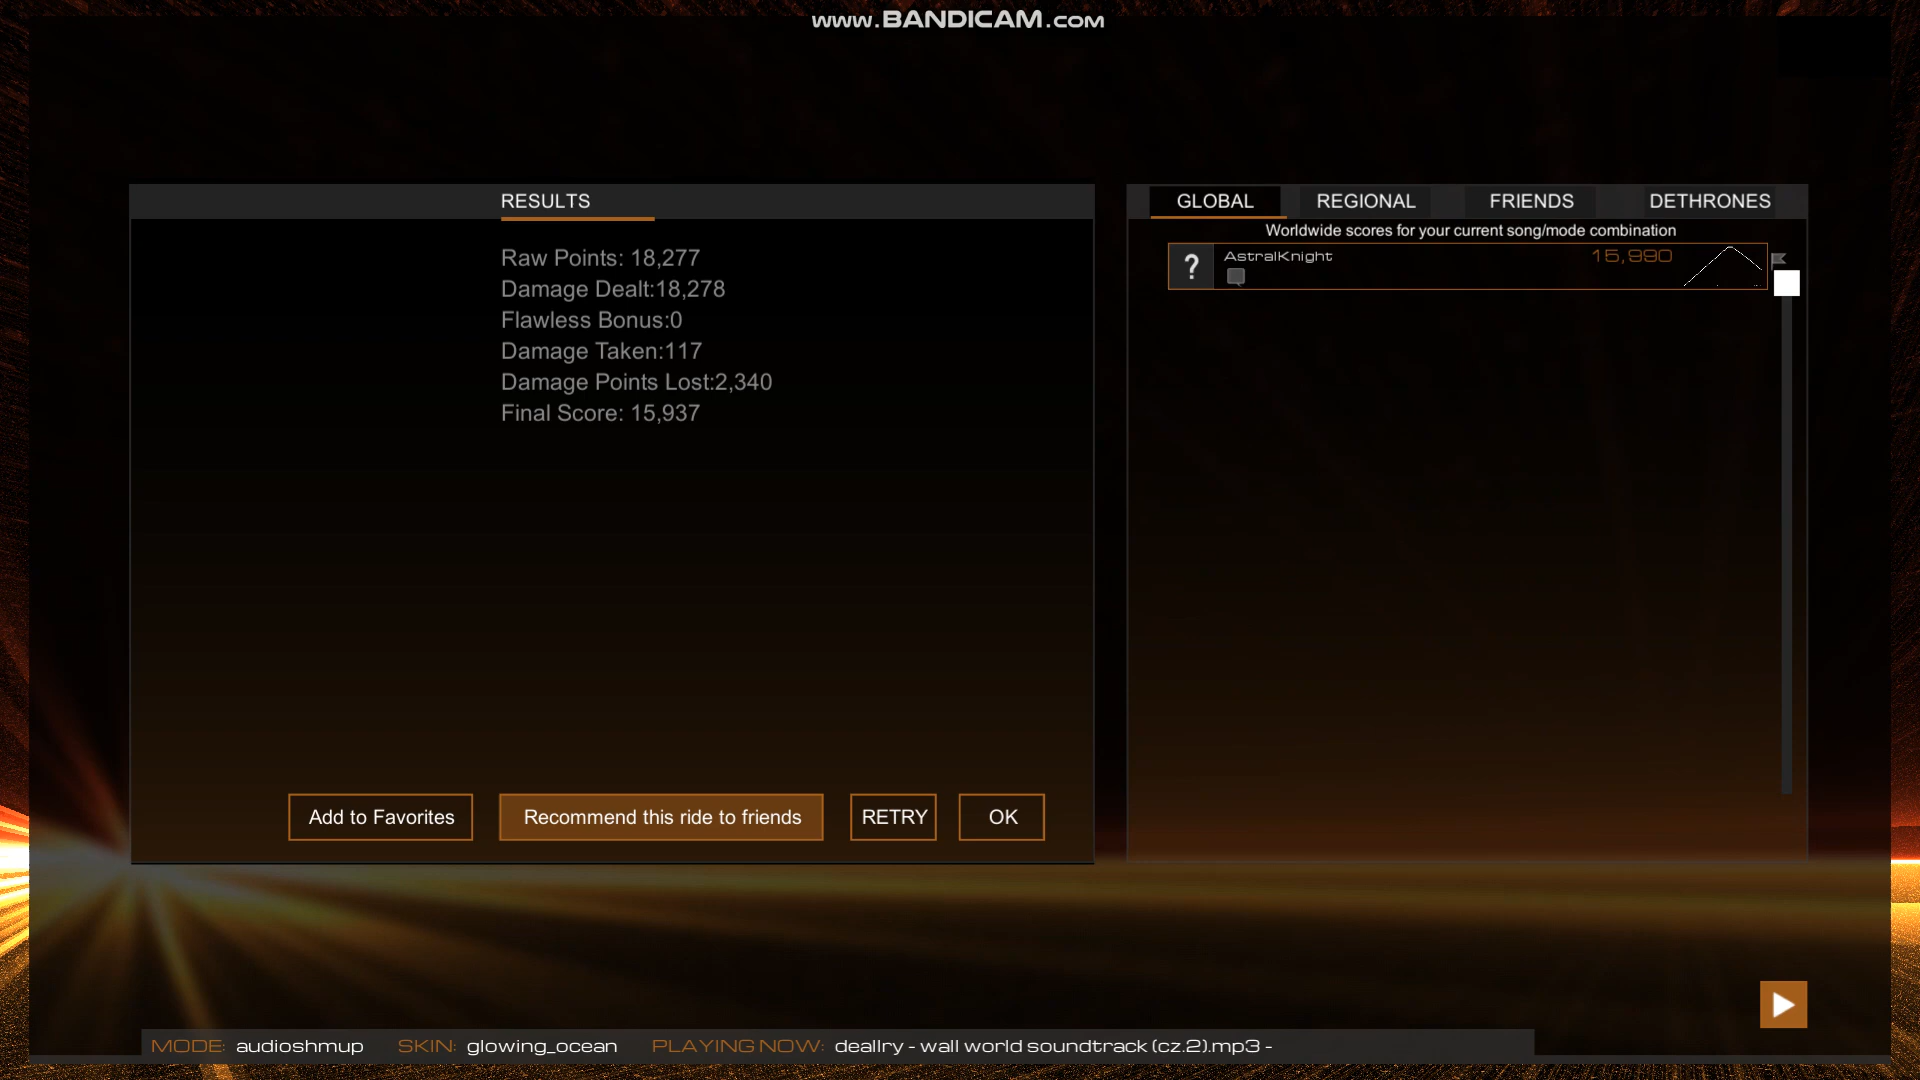 www.BANDICAM.com
RESULTS
Raw Points: 18,277
Damage Dealt:18,278
Flawless Bonus:0
Damage Taken:117
Damage Points Lost:2,340
Final Score: 15,937
Add to Favorites
Recommend this ride to friends
RETRY
OK
GLOBAL
REGIONAL
FRIENDS
DETHRONES
Worldwide scores for your current song/mode combination
?
AstralKnight
15,990
MODE: audioshmup
SKIN: glowing_ocean
PLAYING NOW: deallry - wall world soundtrack (cz.2).mp3 -